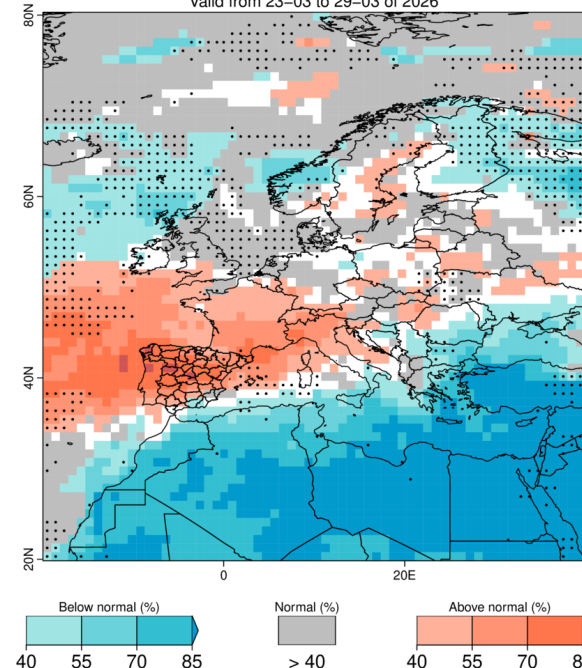 Valid from 23−03 to 29−03 of 2026
80N
60N
40N
20N
0
20E
Below normal (%)
Normal (%)
Above normal (%)
40
55
70
85
> 40
40
55
70